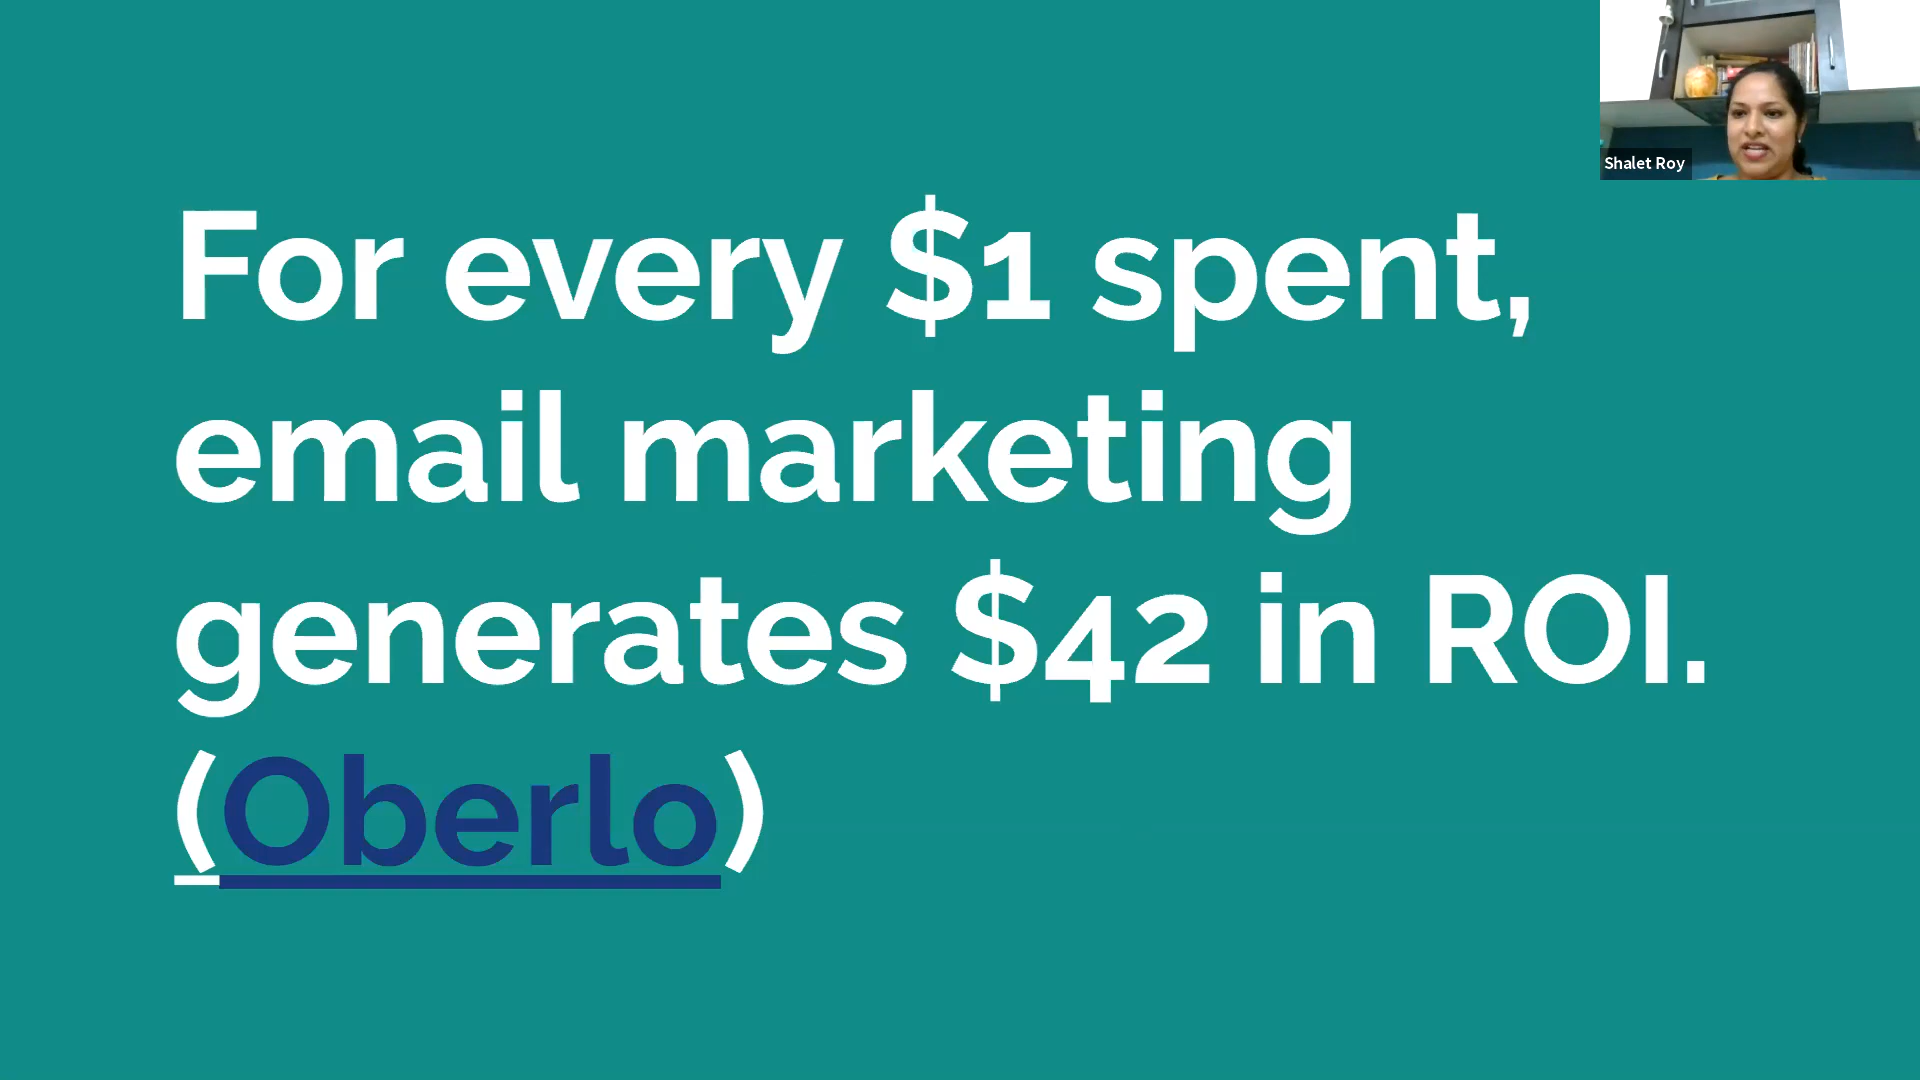 Shalet Roy
For every $1 spent,
email marketing
generates $42 in ROI.
(Oberlo)